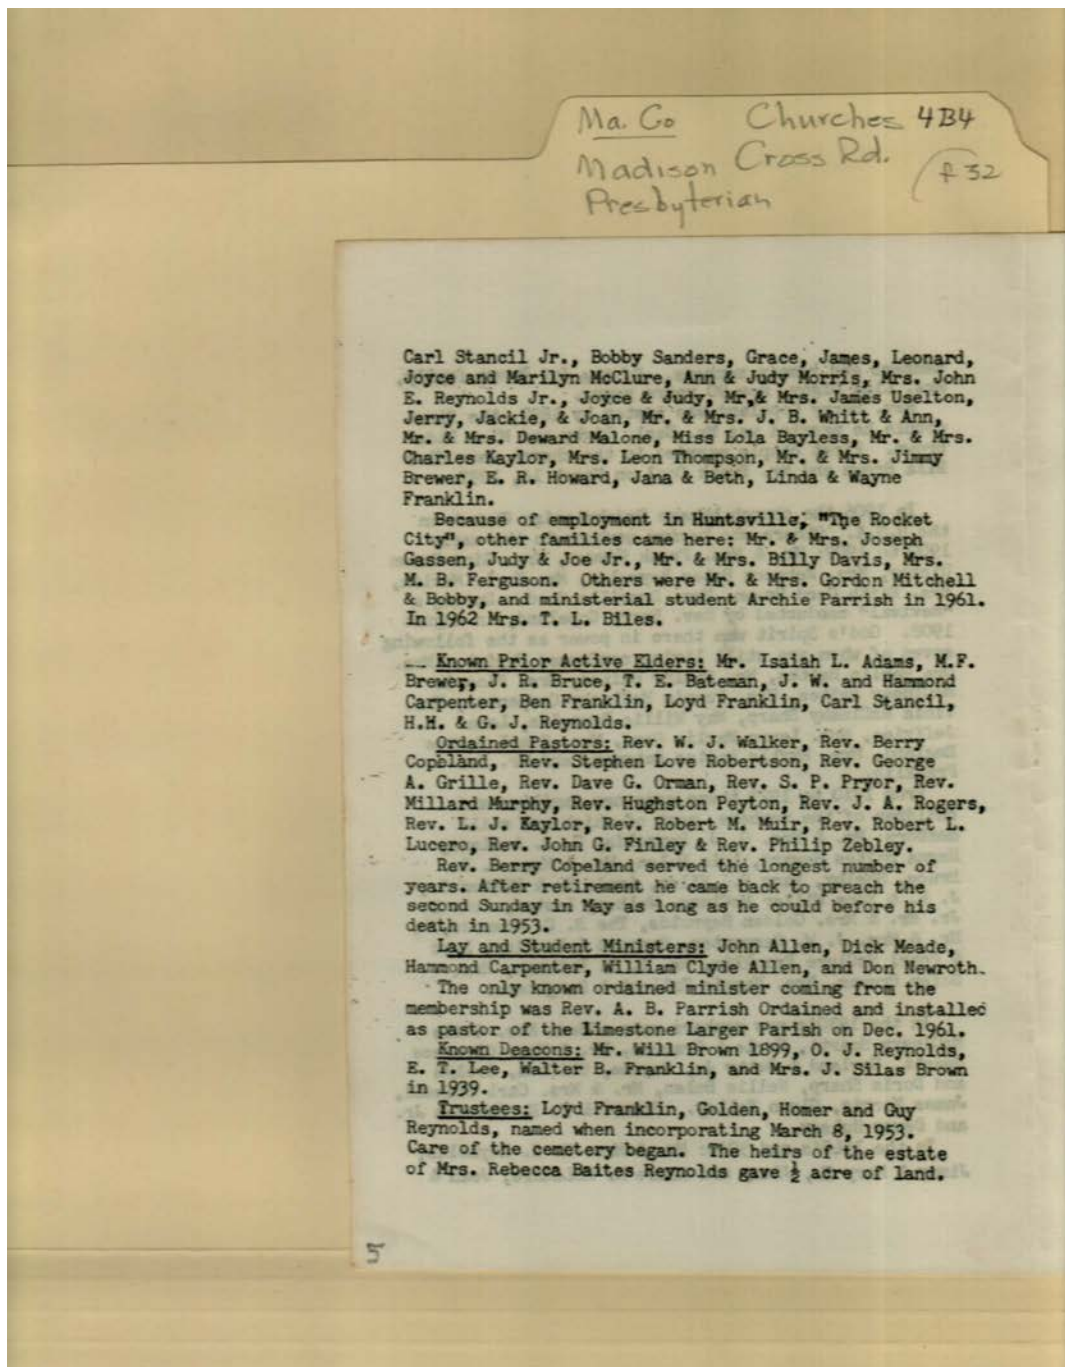 Ma. Co Churches 4B4
Madison Cross Rd.
Presbyterian
f 32
Carl Stancil Jr., Bobby Sanders, Grace, James, Leonard,
Joyce and Marilyn McClure, Ann & Judy Morris, Mrs. John
E. Reynolds Jr., Joyce & Judy, Mr,& Mrs. James Uselton,
Jerry, Jackie, & Joan, Mr. & Mrs. J. B. Whitt & Ann,
Mr. & Mrs. Deward Malone, Miss Lola Bayless, Mr. & Mrs.
Charles Kaylor, Mrs. Leon Thompson, Mr. & Mrs. Jimmy
Brewer, E. R. Howard, Jana & Beth, Linda & Wayne
Franklin.
Because of employment in Huntsville, "The Rocket
City", other families came here: Mr. & Mrs. Joseph
Gassen, Judy & Joe Jr., Mr. & Mrs. Billy Davis, Mrs.
M. B. Ferguson. Others were Mr. & Mrs. Gordon Mitchell
& Bobby, and ministerial student Archie Parrish in 1961.
In 1962 Mrs. T. L. Biles.
Known Prior Active Elders: Mr. Isaiah L. Adams, M.F.
Brewer, J. R. Bruce, T. E. Bateman, J. W. and Hammond
Carpenter, Ben Franklin, Loyd Franklin, Carl Stancil,
H.H. & G. J. Reynolds.
Ordained Pastors: Rev. W. J. Walker, Rev. Berry
Copeland, Rev. Stephen Love Robertson, Rev. George
A. Grille, Rev. Dave G. Orman, Rev. S. P. Pryor, Rev.
Millard Murphy, Rev. Hughston Peyton, Rev. J. A. Rogers,
Rev. L. J. Kaylor, Rev. Robert M. Muir, Rev. Robert L.
Lucero, Rev. John G. Finley & Rev. Philip Zebley.
Rev. Berry Copeland served the longest number of
years. After retirement he came back to preach the
second Sunday in May as long as he could before his
death in 1953.
Lay and Student Ministers: John Allen, Dick Meade,
Hammond Carpenter, William Clyde Allen, and Don Newroth.
The only known ordained minister coming from the
membership was Rev. A. B. Parrish Ordained and installed
as pastor of the Limestone Larger Parish on Dec. 1961.
Known Deacons: Mr. Will Brown 1899, O. J. Reynolds,
E. T. Lee, Walter B. Franklin, and Mrs. J. Silas Brown
in 1939.
Trustees: Loyd Franklin, Golden, Homer and Guy
Reynolds, named when incorporating March 8, 1953.
Care of the cemetery began. The heirs of the estate
of Mrs. Rebecca Baites Reynolds gave ½ acre of land.
5